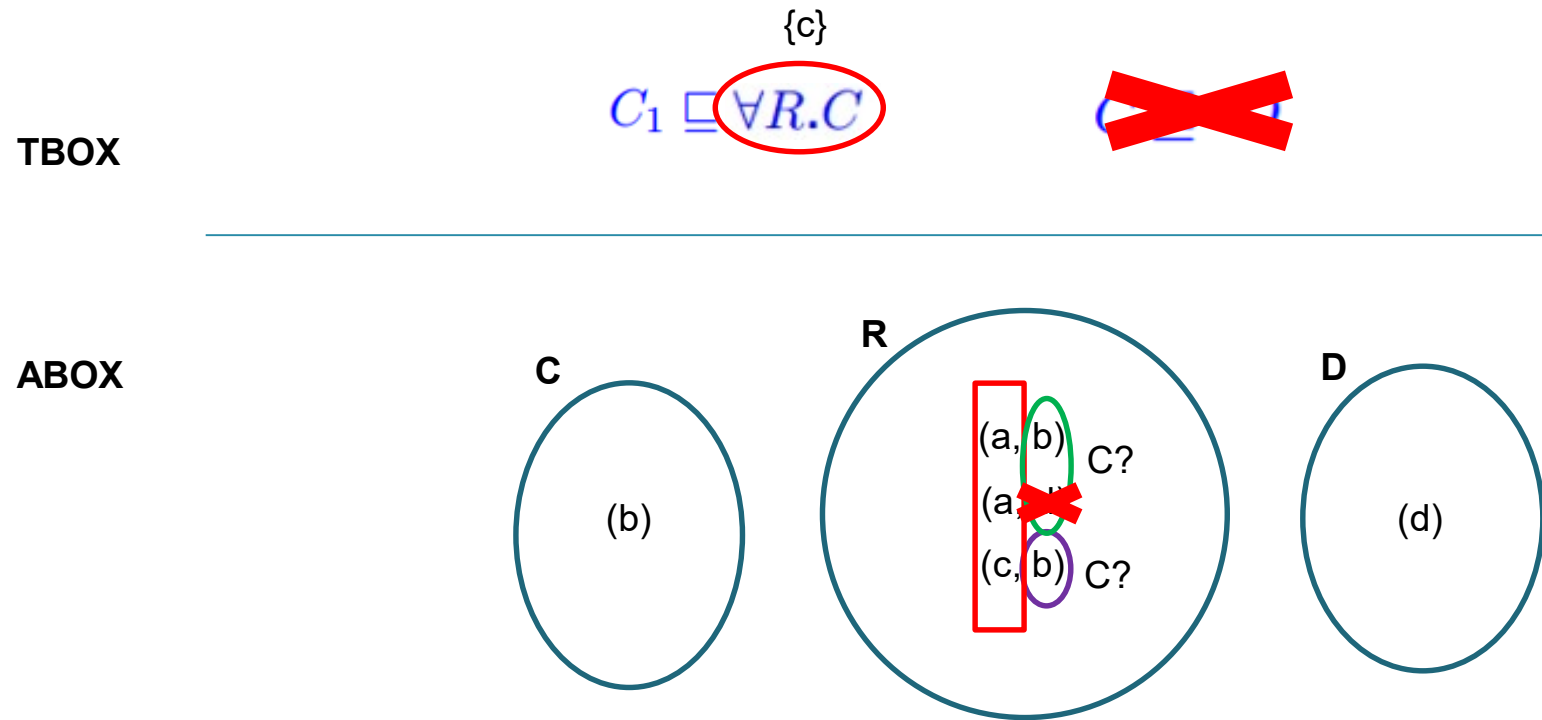 {c}
C₁ ⊑ ∀R.C
TBOX
R
D
C
ABOX
(a, b)
C?
(a,
(b)
(d)
(c, b)
C?